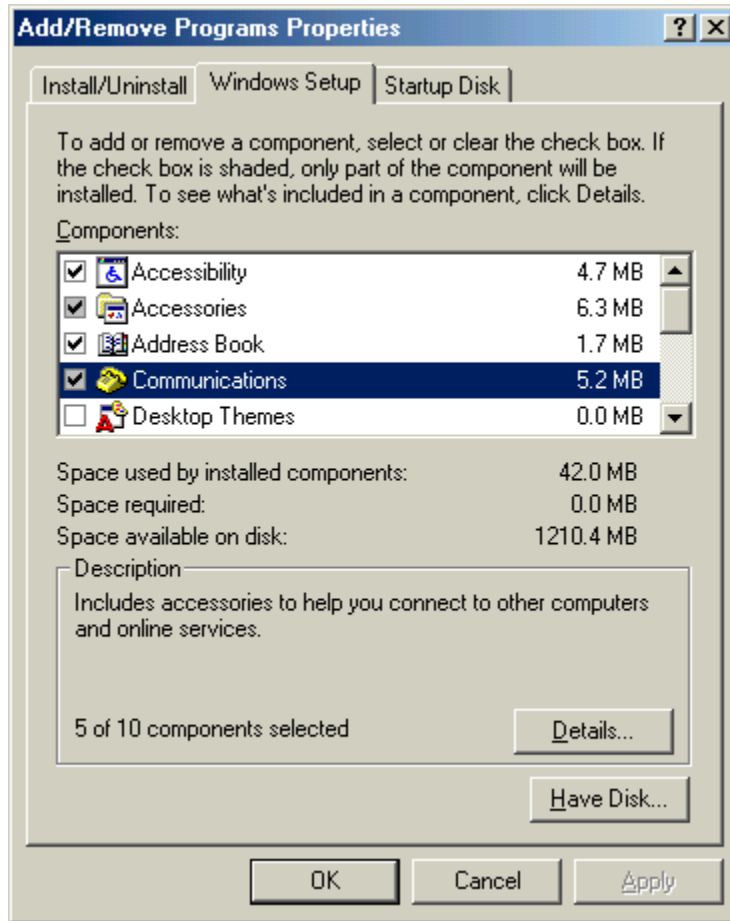 Add/Remove Programs Properties
Install/Uninstall Windows Setup Startup Disk
To add or remove a component, select or clear the check box. If
the check box is shaded, only part of the component will be
installed. To see what's included in a component, click Details.
Components:
Accessibility 4.7 MB
Accessories 6.3 MB
Address Book 1.7 MB
Communications 5.2 MB
Desktop Themes 0.0 MB
Space used by installed components: 42.0 MB
Space required: 0.0 MB
Space available on disk: 1210.4 MB
Description
Includes accessories to help you connect to other computers
and online services.
5 of 10 components selected
Details...
Have Disk...
OK Cancel Apply